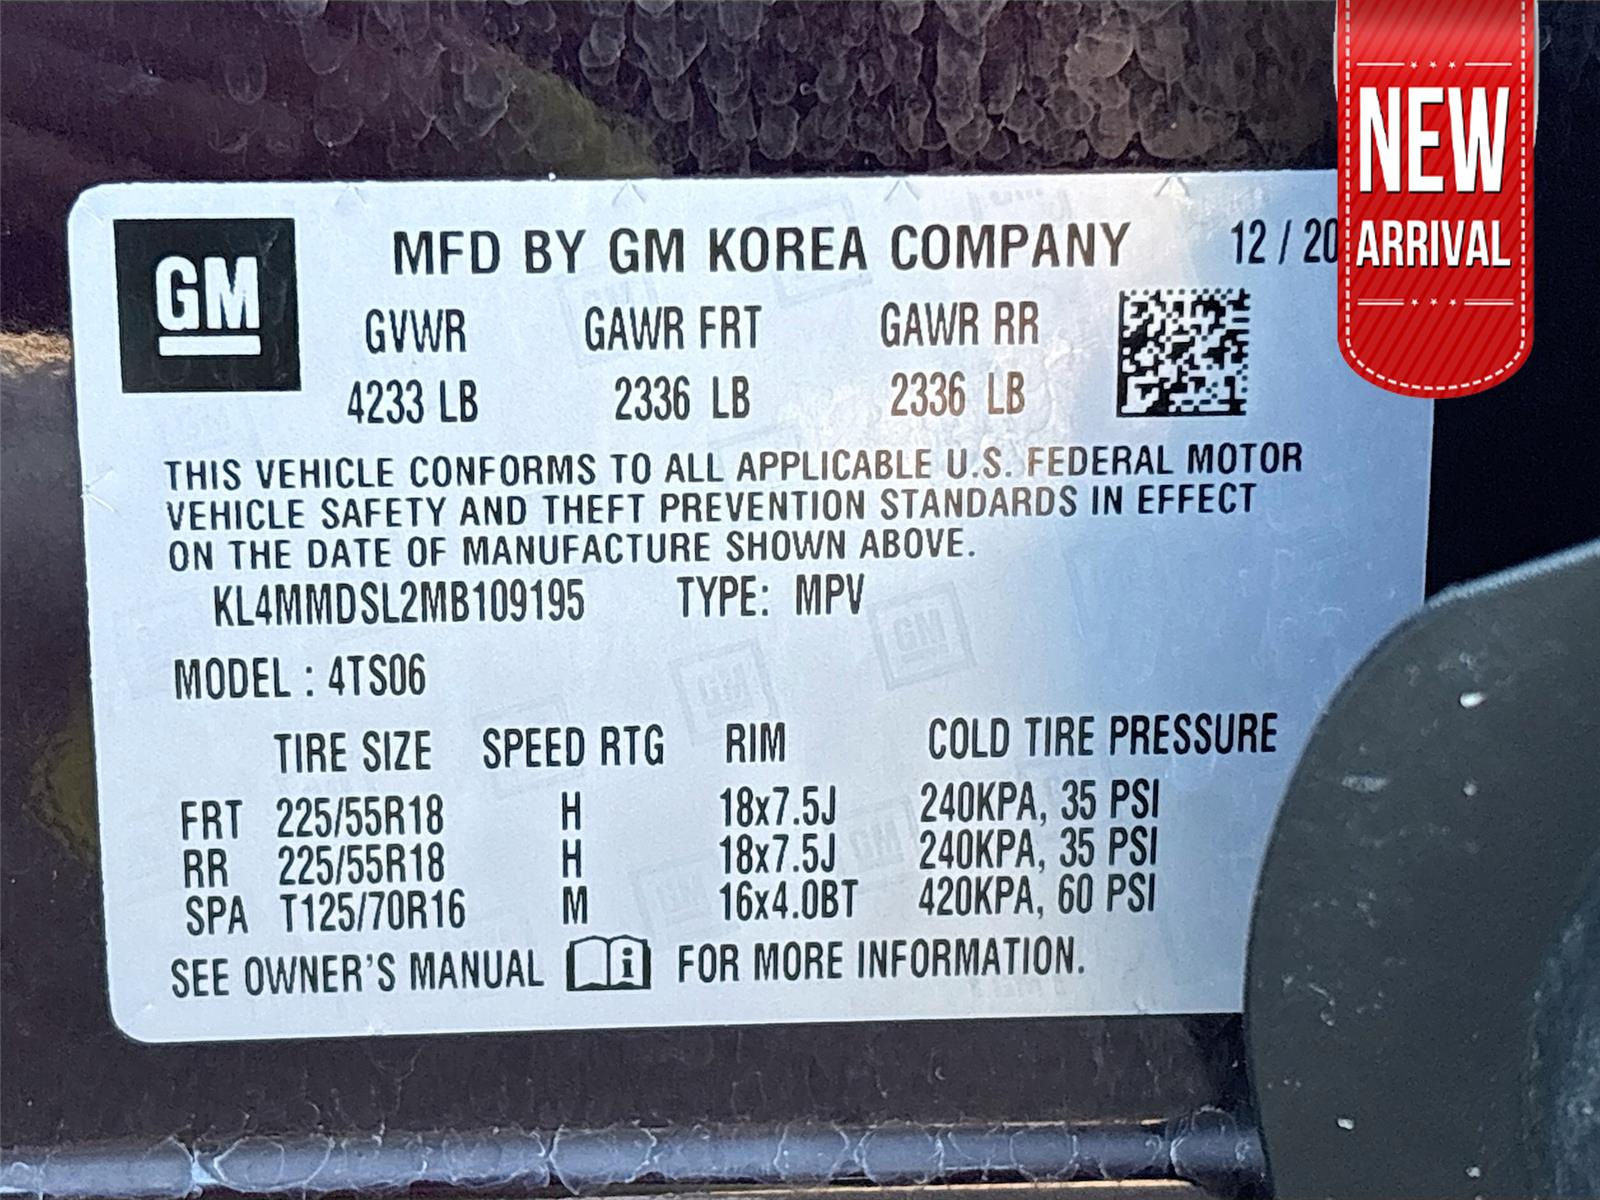 NEW
ARRIVAL
GM
MFD BY GM KOREA COMPANY 12 / 20
GVWR GAWR FRT GAWR RR
4233 LB 2336 LB 2336 LB
THIS VEHICLE CONFORMS TO ALL APPLICABLE U.S. FEDERAL MOTOR
VEHICLE SAFETY AND THEFT PREVENTION STANDARDS IN EFFECT
ON THE DATE OF MANUFACTURE SHOWN ABOVE.
KL4MMDSL2MB109195 TYPE: MPV
MODEL : 4TS06
TIRE SIZE SPEED RTG RIM COLD TIRE PRESSURE
FRT 225/55R18 H 18x7.5J 240KPA, 35 PSI
RR 225/55R18 H 18x7.5J 240KPA, 35 PSI
SPA T125/70R16 M 16x4.0BT 420KPA, 60 PSI
SEE OWNER'S MANUAL i FOR MORE INFORMATION.